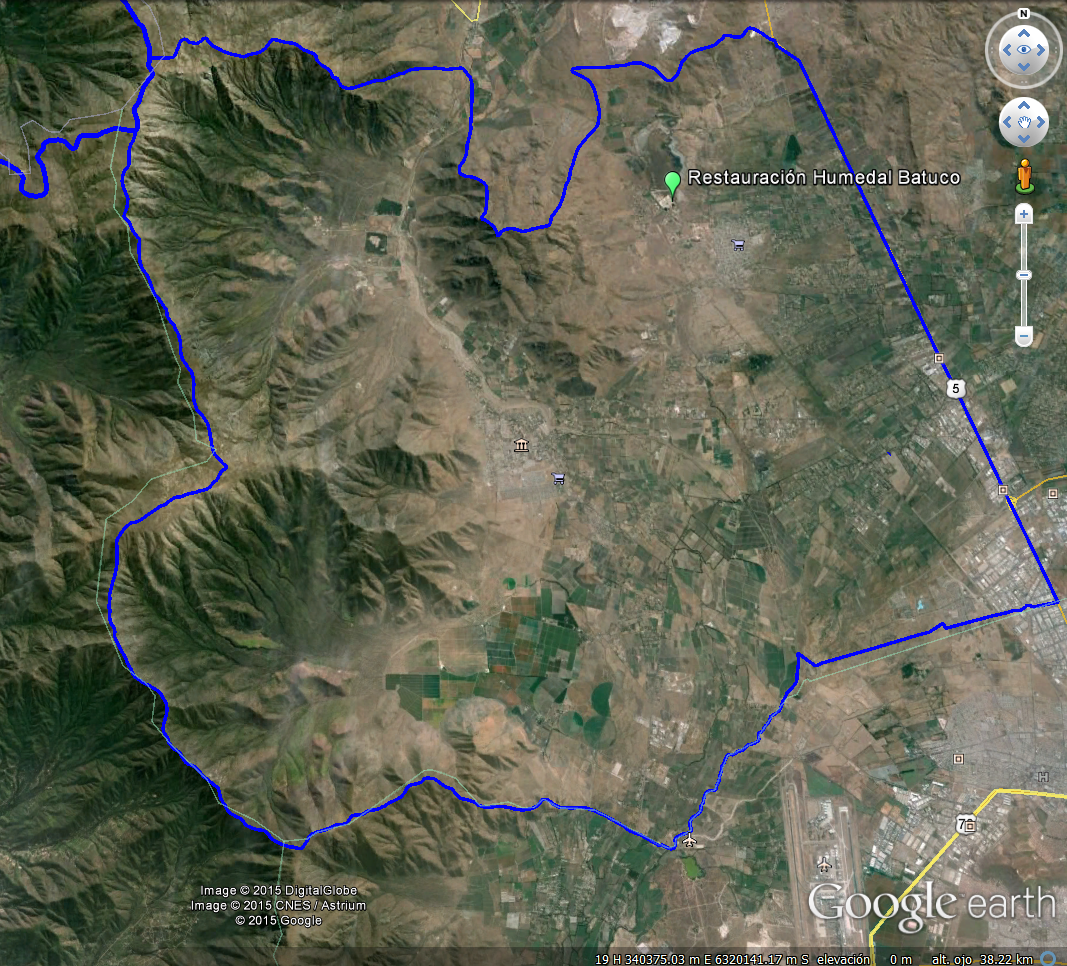 N
Restauración Humedal Batuco
5
H
7
Image © 2015 DigitalGlobe
Image © 2015 CNES / Astrium
© 2015 Google
Google earth
19 H 340375.03 m E 6320141.17 m S elevación 0 m alt. ojo 38.22 km